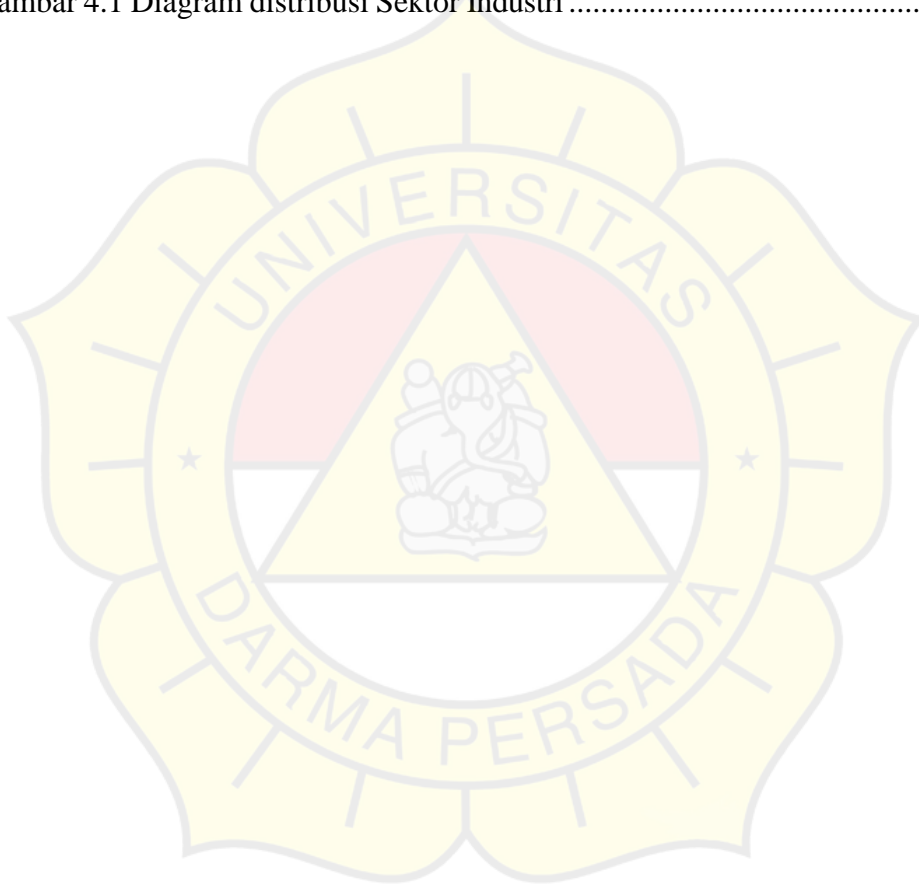 ambar 4.1 Diagram distribusi Sektor Industri ............................................
UNIVERSITAS
DARMA PERSADA